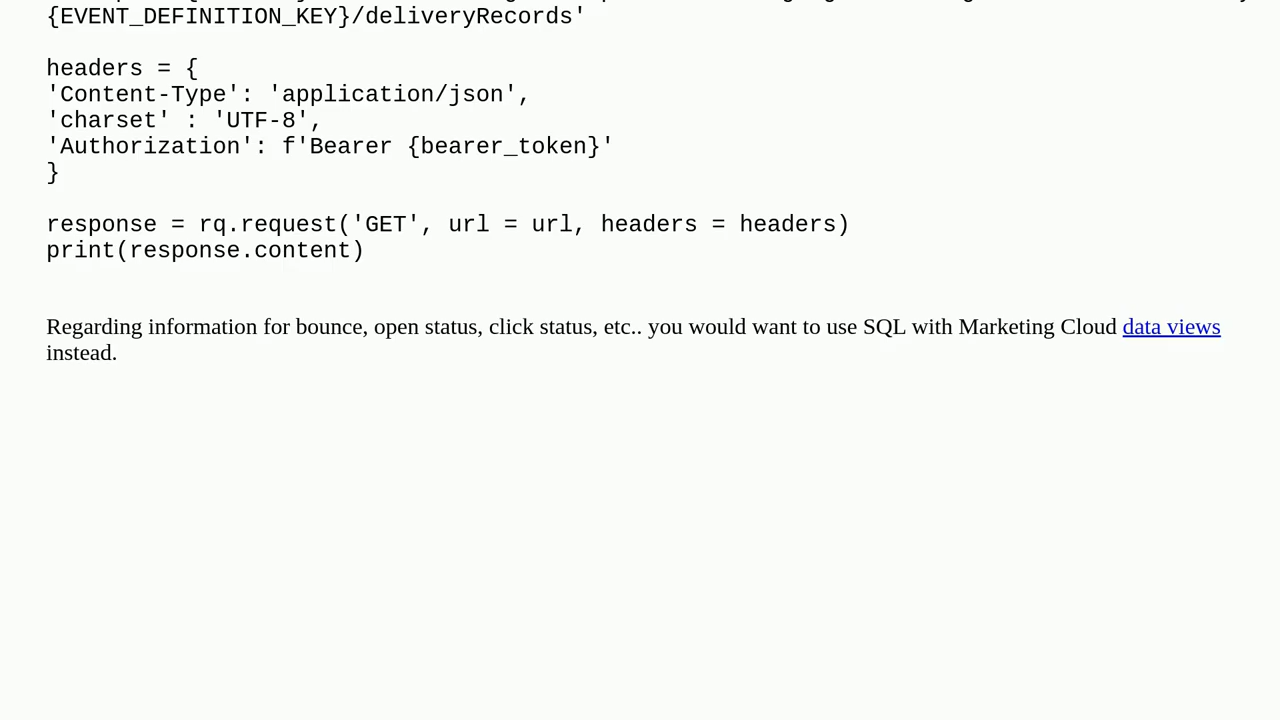 {EVENT_DEFINITION_KEY}/deliveryRecords'
headers = {
'Content-Type': 'application/json',
'charset' : 'UTF-8',
'Authorization': f'Bearer {bearer_token}'
}
response = rq.request('GET', url = url, headers = headers)
print(response.content)
Regarding information for bounce, open status, click status, etc.. you would want to use SQL with Marketing Cloud data views
instead.